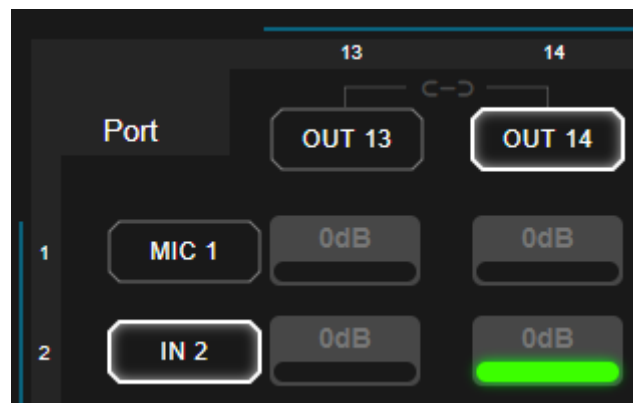 13 14
Port OUT 13 OUT 14
1 MIC 1 0dB 0dB
2 IN 2 0dB 0dB